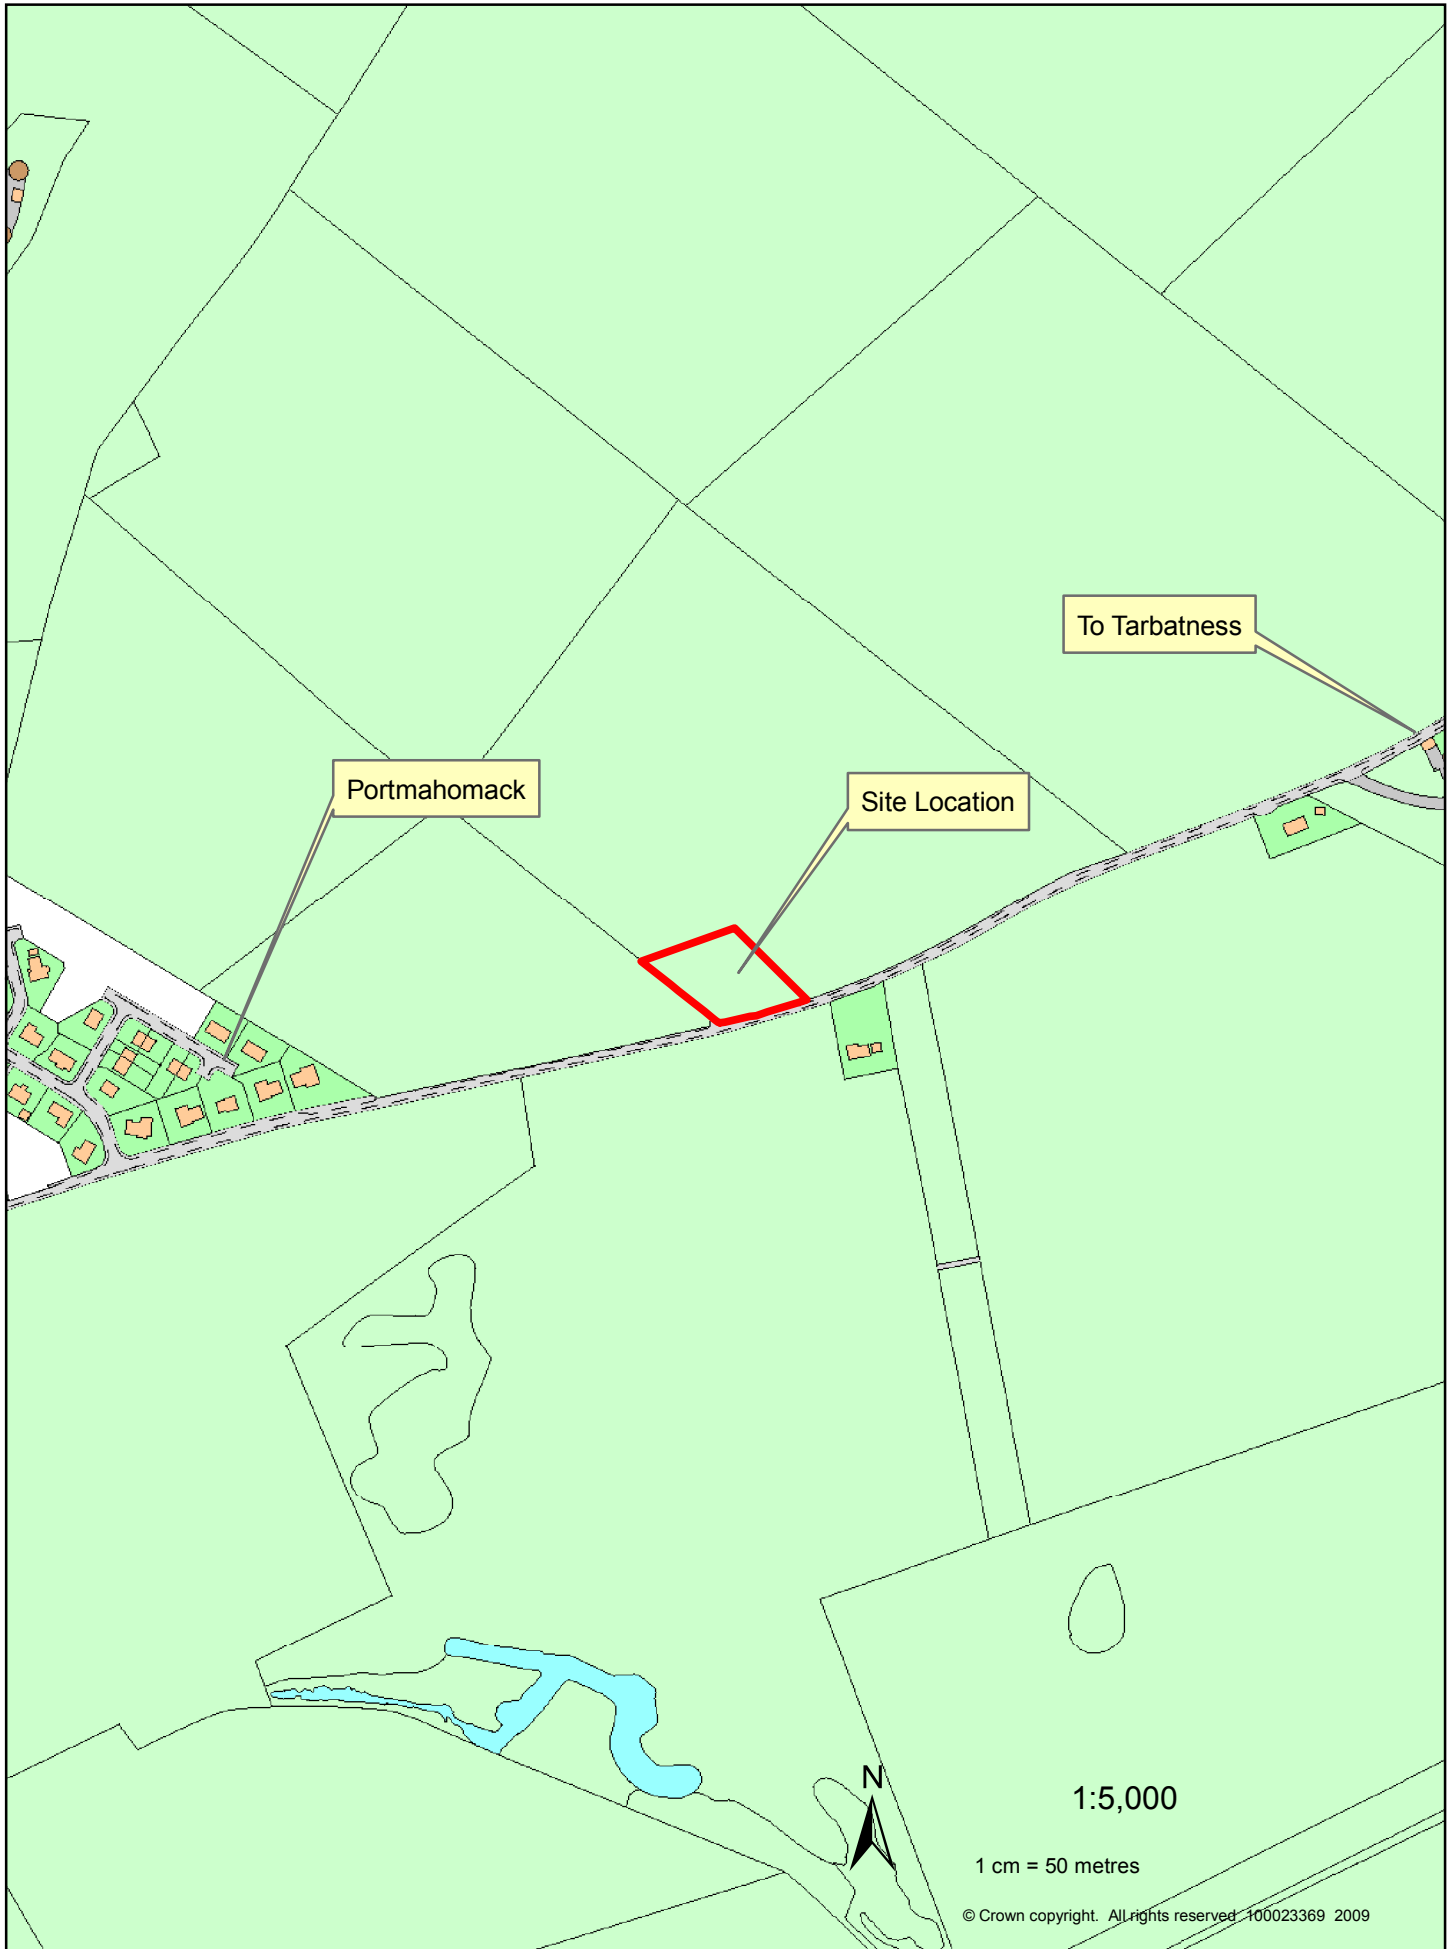 To Tarbatness
Portmahomack
Site Location
N
1:5,000
1 cm = 50 metres
© Crown copyright.  All rights reserved  100023369  2009